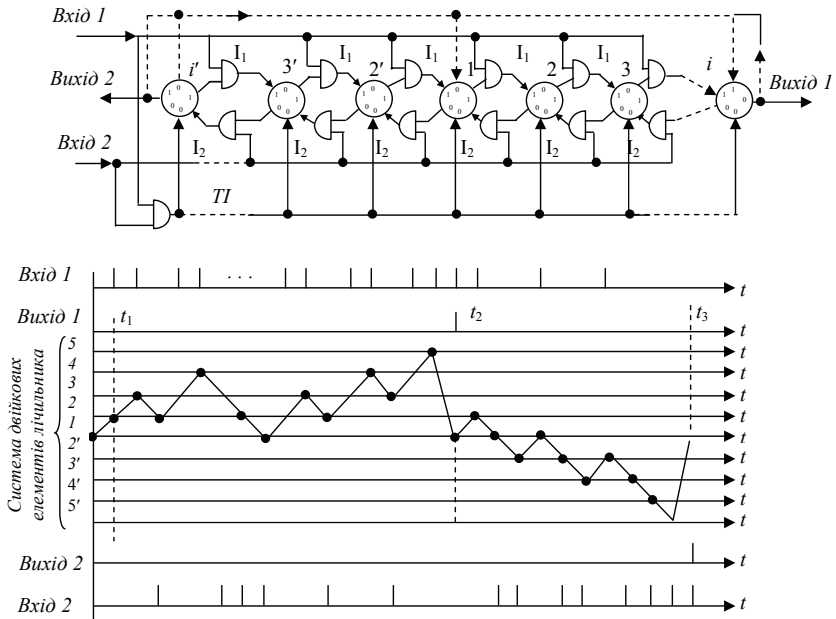 Вхід 1
I₁ I₁ I₁ I₁ I₁
i′ 3′ 2′ 1 2 3 i
Вихід 2
Вихід 1
Вхід 2
I₂ I₂ I₂ I₂ I₂
ТІ
Вхід 1 . . . t
Вихід 1 t₁ t₂ t₃ t
Система двійкових
елементів лічильника
5 t
4 t
3 t
2 t
1 t
2′ t
3′ t
4′ t
5′ t
Вихід 2 t
Вхід 2 t